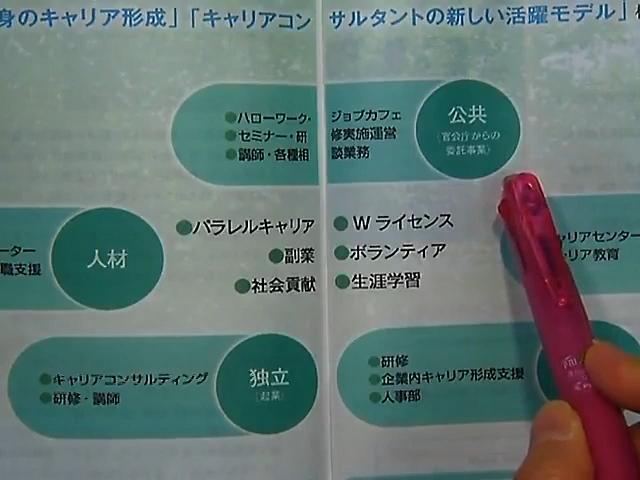 身のキャリア形成」「キャリアコンサルタントの新しい活躍モデル」
●ハローワーク・ジョブカフェ
●セミナー・研修実施運営
●講師・各種相談業務
公共
(官公庁からの
委託事業)
ーター
職支援
人材
●パラレルキャリア
●副業
●社会貢献
●Wライセンス
●ボランティア
●生涯学習
ャリアセンター
ャリア教育
●キャリアコンサルティング
●研修・講師
独立
(起業)
●研修
●企業内キャリア形成支援
●人事部